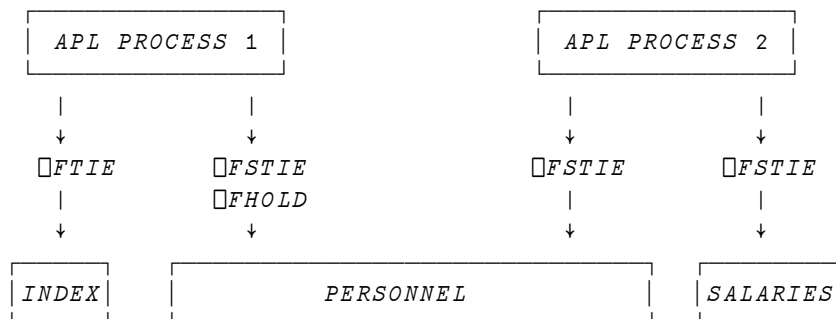 APL PROCESS 1 APL PROCESS 2
⎕FTIE ⎕FSTIE ⎕FSTIE ⎕FSTIE
⎕FHOLD
INDEX PERSONNEL SALARIES